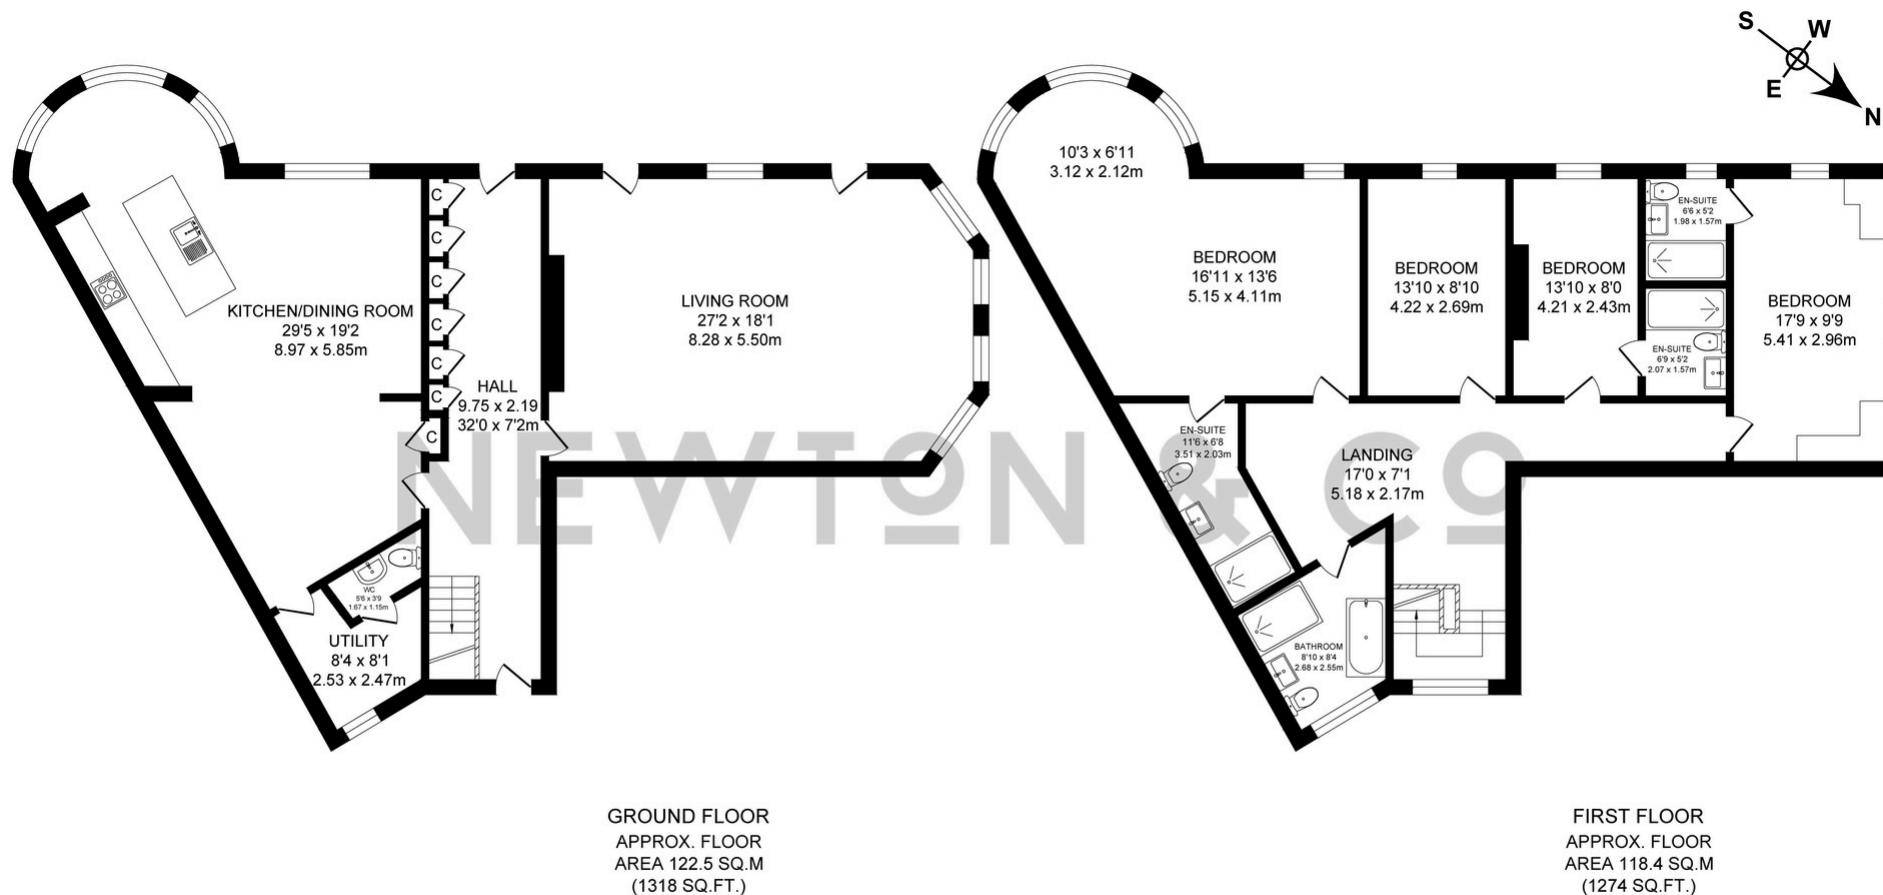 S
W
E
N
KITCHEN/DINING ROOM
29'5 x 19'2
8.97 x 5.85m
C
C
C
C
C
C
C
HALL
9.75 x 2.19
32'0 x 7'2m
LIVING ROOM
27'2 x 18'1
8.28 x 5.50m
WC
5'6 x 3'9
1.67 x 1.15m
UTILITY
8'4 x 8'1
2.53 x 2.47m
10'3 x 6'11
3.12 x 2.12m
BEDROOM
16'11 x 13'6
5.15 x 4.11m
BEDROOM
13'10 x 8'10
4.22 x 2.69m
BEDROOM
13'10 x 8'0
4.21 x 2.43m
EN-SUITE
6'6 x 5'2
1.98 x 1.57m
EN-SUITE
6'9 x 5'2
2.07 x 1.57m
BEDROOM
17'9 x 9'9
5.41 x 2.96m
EN-SUITE
11'6 x 6'8
3.51 x 2.03m
LANDING
17'0 x 7'1
5.18 x 2.17m
BATHROOM
8'10 x 8'4
2.68 x 2.55m
NEWTON & CO
GROUND FLOOR
APPROX. FLOOR
AREA 122.5 SQ.M
(1318 SQ.FT.)
FIRST FLOOR
APPROX. FLOOR
AREA 118.4 SQ.M
(1274 SQ.FT.)